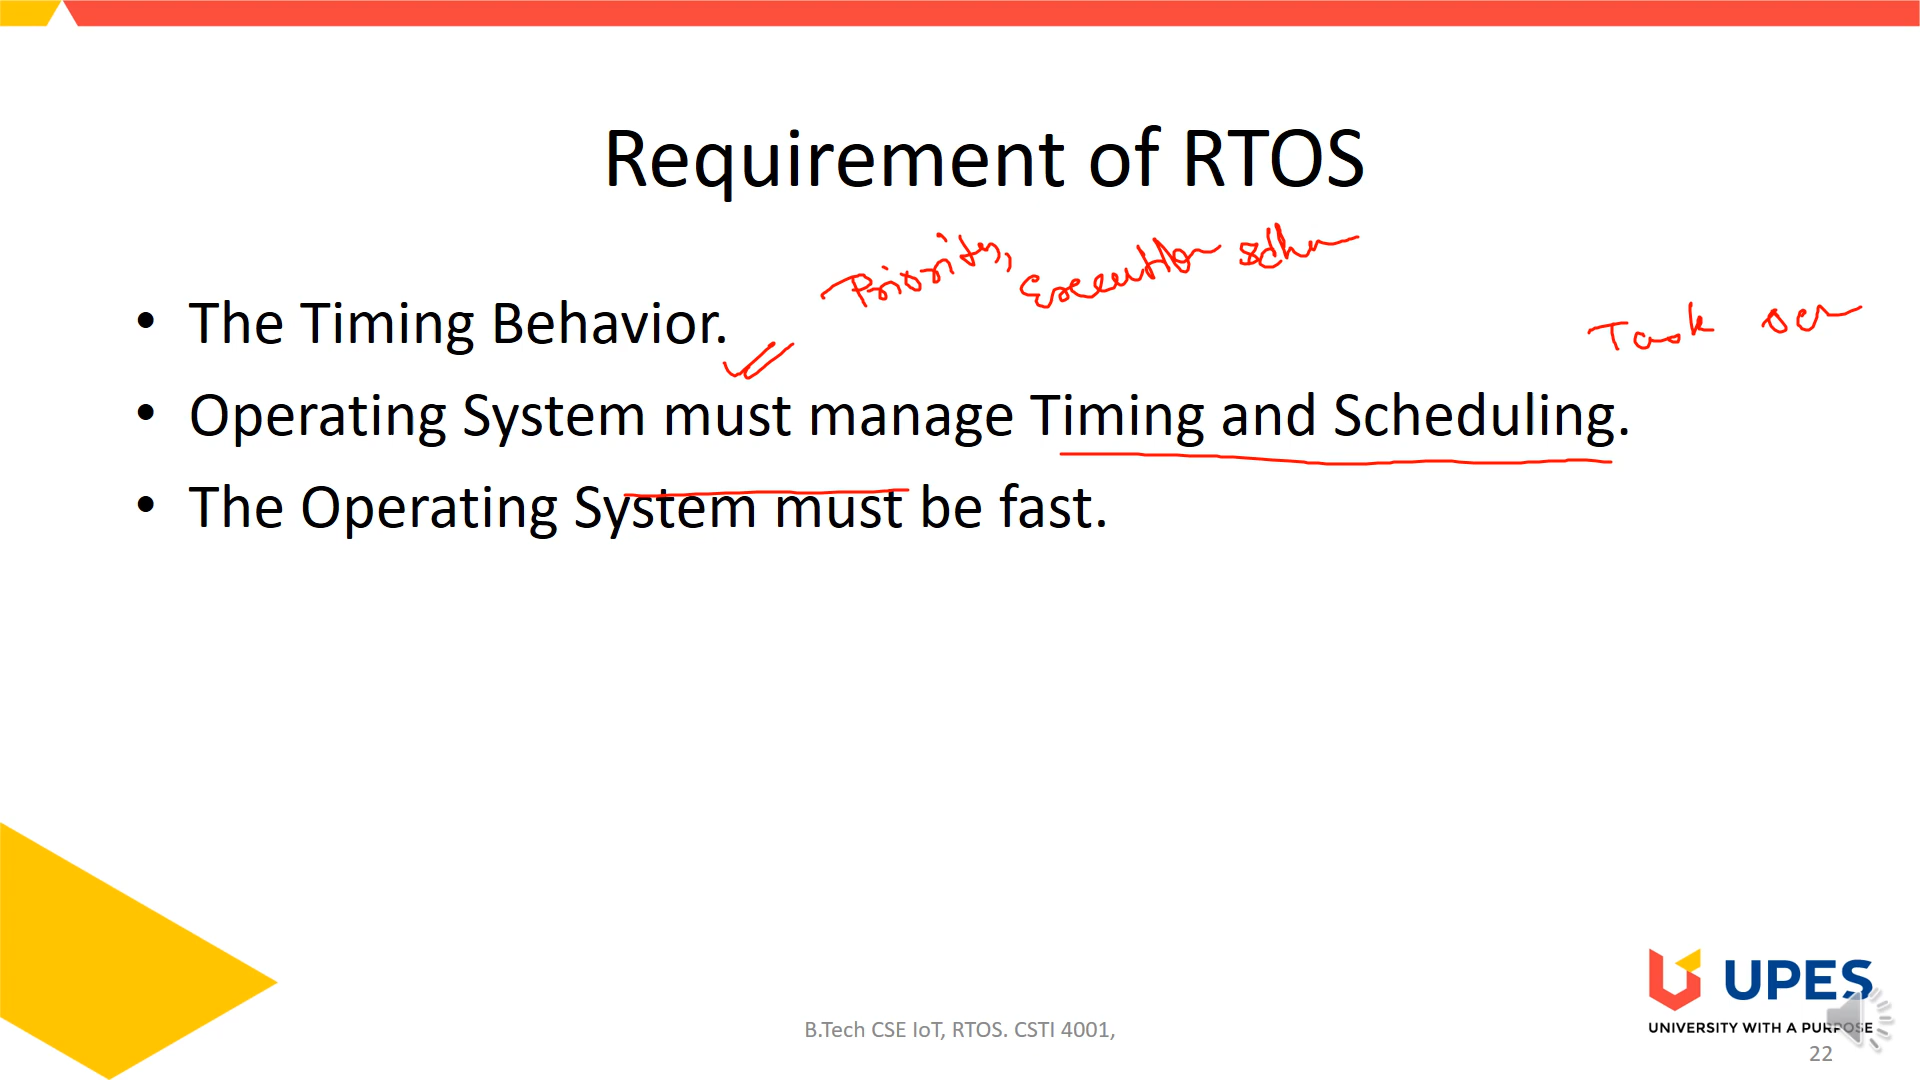 Requirement of RTOS
Priority, Execution
• The Timing Behavior.
Task
• Operating System must manage Timing and Scheduling.
• The Operating System must be fast.
UPES
UNIVERSITY WITH A PURPOSE
B.Tech CSE IoT, RTOS. CSTI 4001,
22